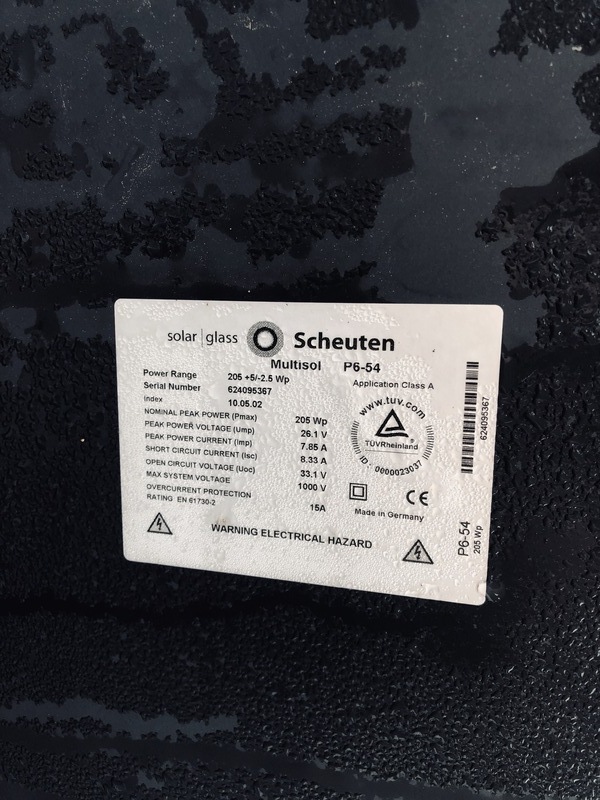 solar | glass Scheuten
Multisol P6-54
Power Range 205 +5/-2.5 Wp
Application Class A
Serial Number 624095367
Index 10.05.02
NOMINAL PEAK POWER (Pmax) 205 Wp
PEAK POWER VOLTAGE (Ump) 26.1 V
PEAK POWER CURRENT (Imp) 7.85 A
SHORT CIRCUIT CURRENT (Isc) 8.33 A
OPEN CIRCUIT VOLTAGE (Uoc) 33.1 V
MAX SYSTEM VOLTAGE 1000 V
OVERCURRENT PROTECTION
RATING EN 61730-2 15A
www.tuv.com
TÜVRheinland®
ID: 0000023037
CE
Made in Germany
WARNING ELECTRICAL HAZARD
624095367
P6-54
205 Wp